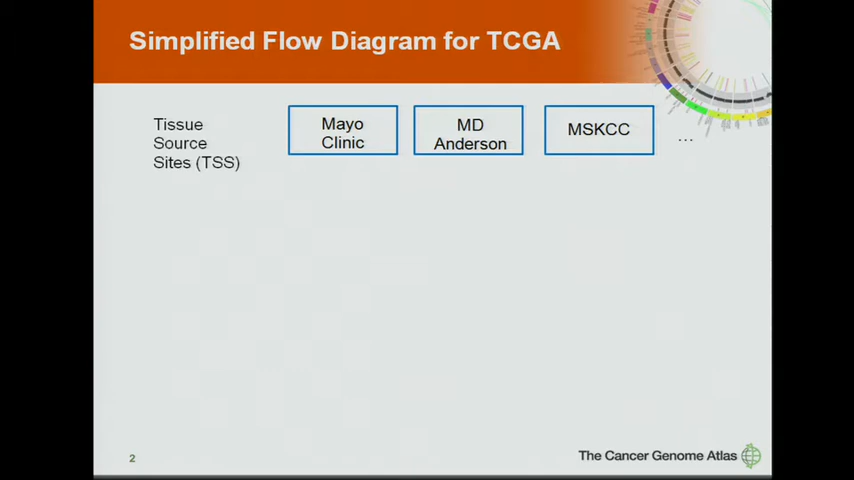 Simplified Flow Diagram for TCGA
Tissue
Source
Sites (TSS)
Mayo
Clinic
MD
Anderson
MSKCC
...
2
The Cancer Genome Atlas